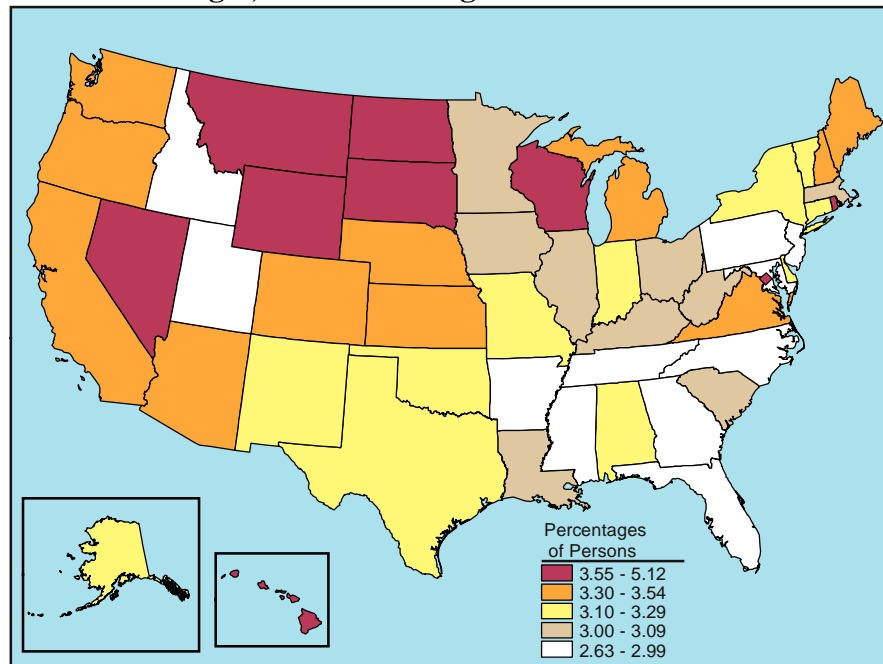 Percentages
of Persons
3.55 - 5.12
3.30 - 3.54
3.10 - 3.29
3.00 - 3.09
2.63 - 2.99